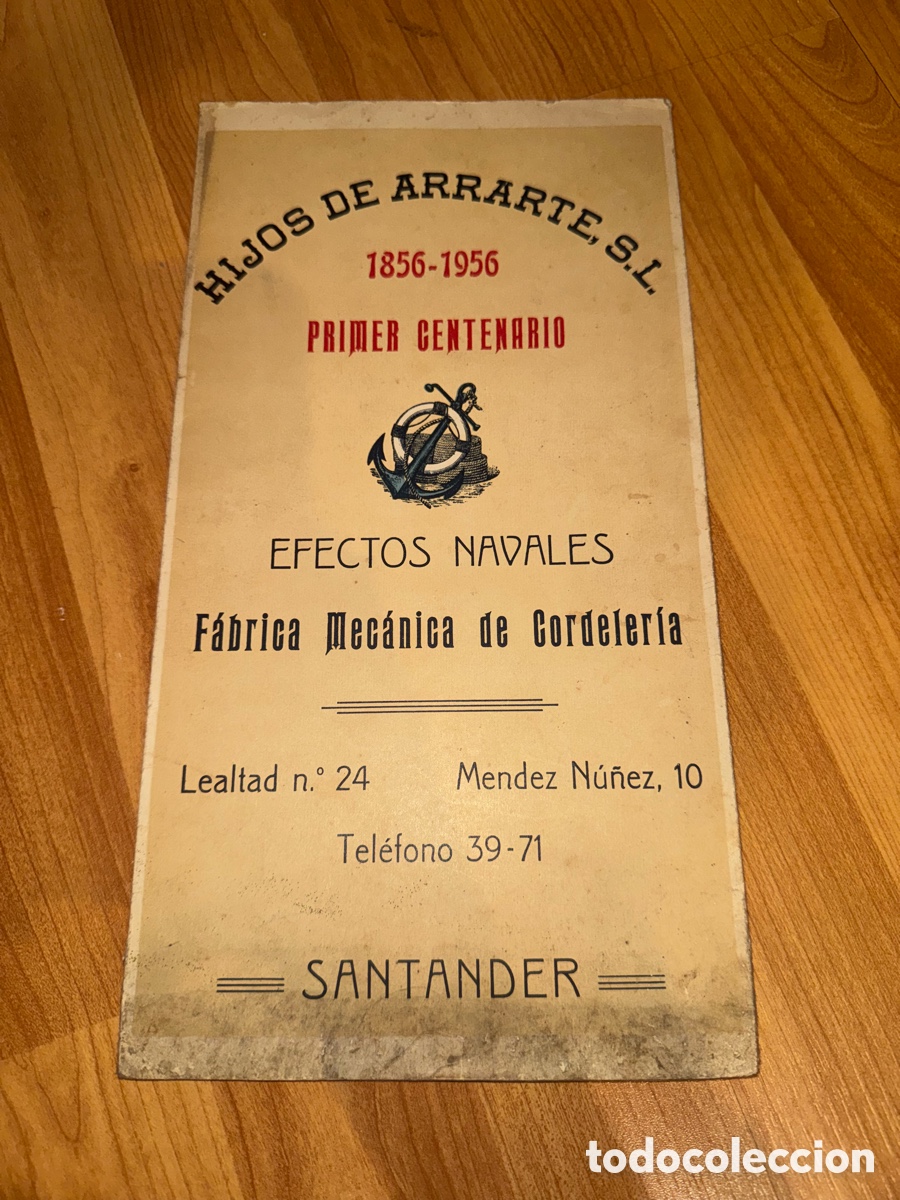 HIJOS DE ARRARTE, S.L.
1856-1956
PRIMER CENTENARIO
EFECTOS NAVALES
Fábrica Mecánica de Cordelería
Lealtad n.º 24 Mendez Núñez, 10
Teléfono 39-71
SANTANDER
todocoleccion